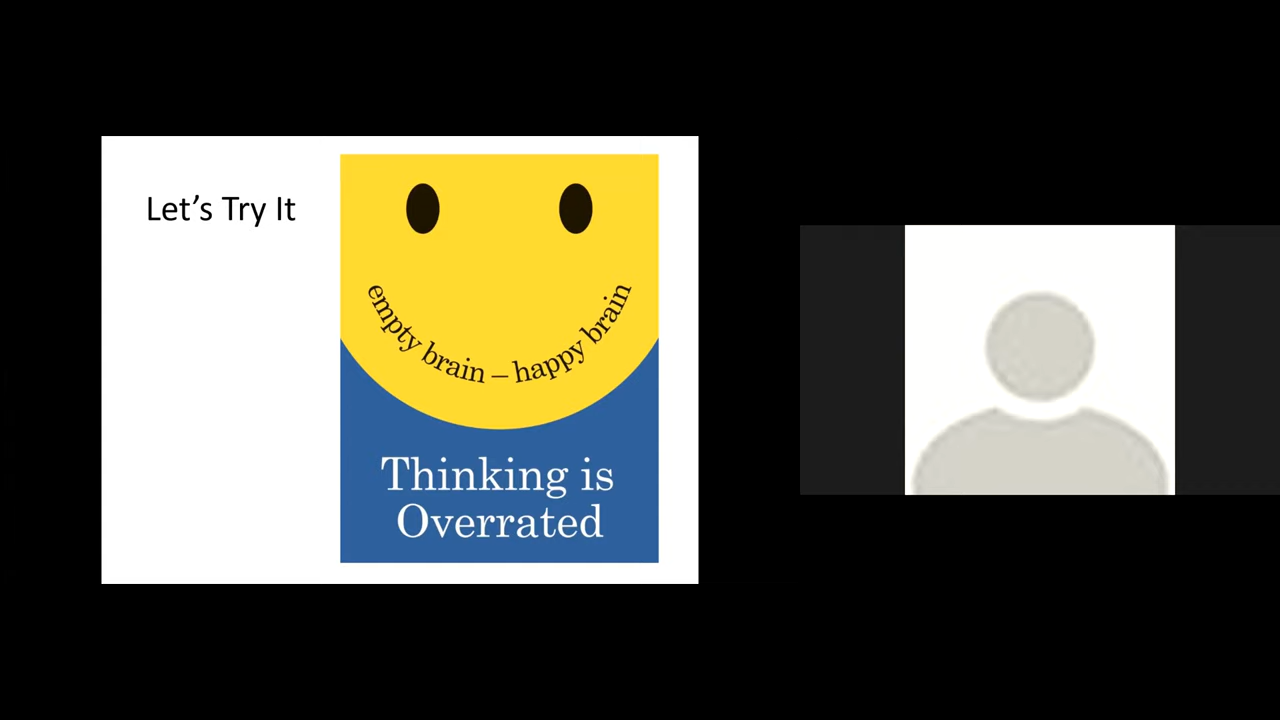 Let’s Try It
empty brain – happy brain
Thinking is
Overrated